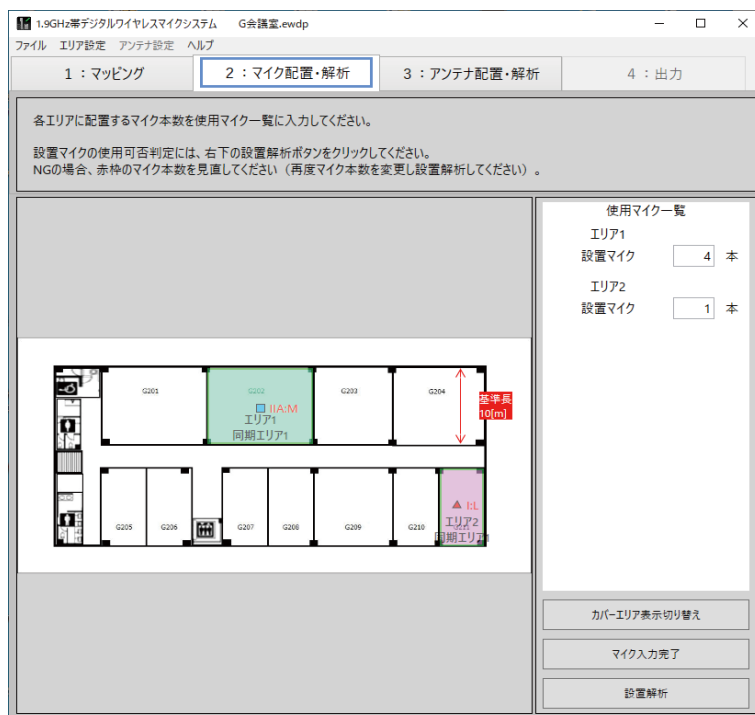 1.9GHz帯デジタルワイヤレスマイクシステム G会議室.ewdp
ファイル エリア設定 アンテナ設定 ヘルプ
1：マッピング 2：マイク配置・解析 3：アンテナ配置・解析 4：出力
各エリアに配置するマイク本数を使用マイク一覧に入力してください。
設置マイクの使用可否判定には、右下の設置解析ボタンをクリックしてください。
NGの場合、赤枠のマイク本数を見直してください（再度マイク本数を変更し設置解析してください）。
使用マイク一覧
エリア1
設置マイク 4 本
エリア2
設置マイク 1 本
G201 G202 G203 G204
IIA:M
エリア1
同期エリア1
基準長
10[m]
G205 G206 G207 G208 G209 G210
I:L
エリア2
同期エリア1
カバーエリア表示切り替え
マイク入力完了
設置解析